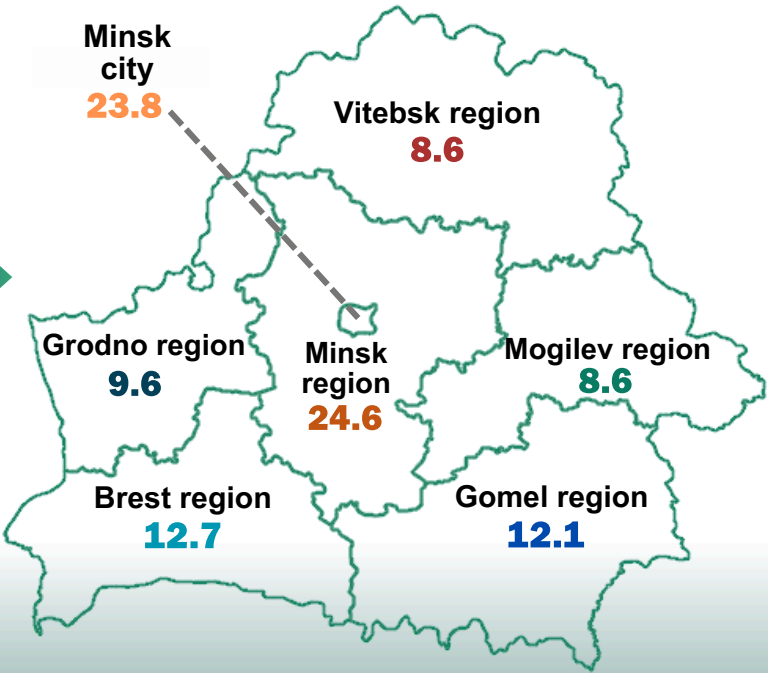 Minsk
city
23.8
Vitebsk region
8.6
Grodno region
9.6
Minsk
region
24.6
Mogilev region
8.6
Brest region
12.7
Gomel region
12.1